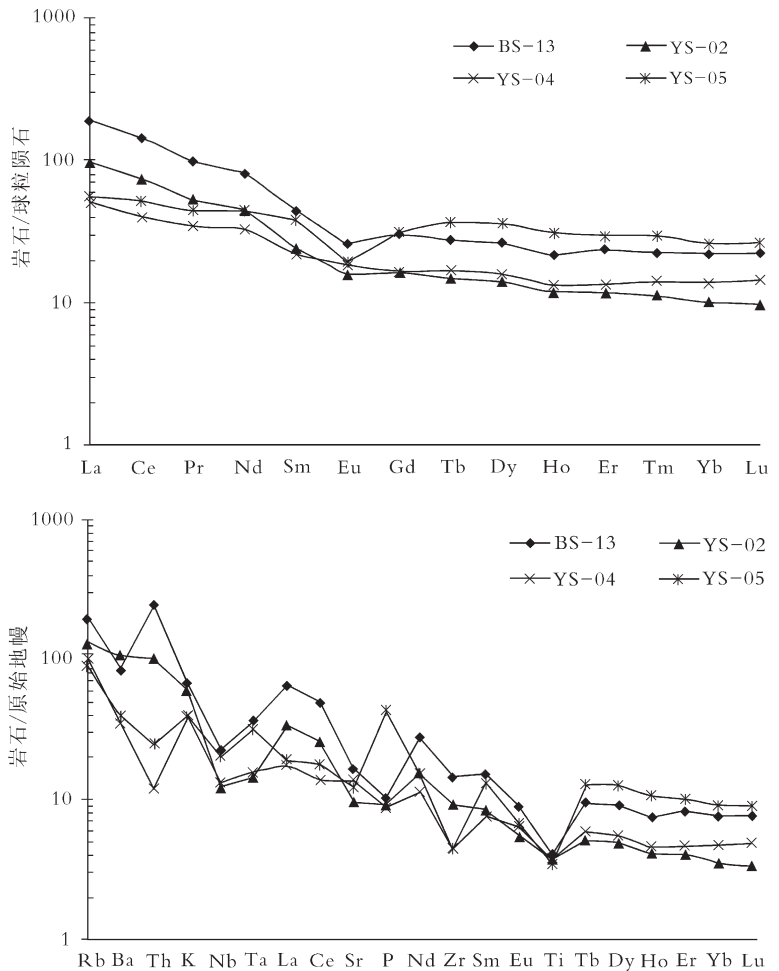 1000
BS-13
YS-02
YS-04
YS-05
100
10
1
岩石/球粒陨石
La Ce Pr Nd Sm Eu Gd Tb Dy Ho Er Tm Yb Lu
1000
BS-13
YS-02
YS-04
YS-05
100
10
1
岩石/原始地幔
Rb Ba Th K Nb Ta La Ce Sr P Nd Zr Sm Eu Ti Tb Dy Ho Er Yb Lu